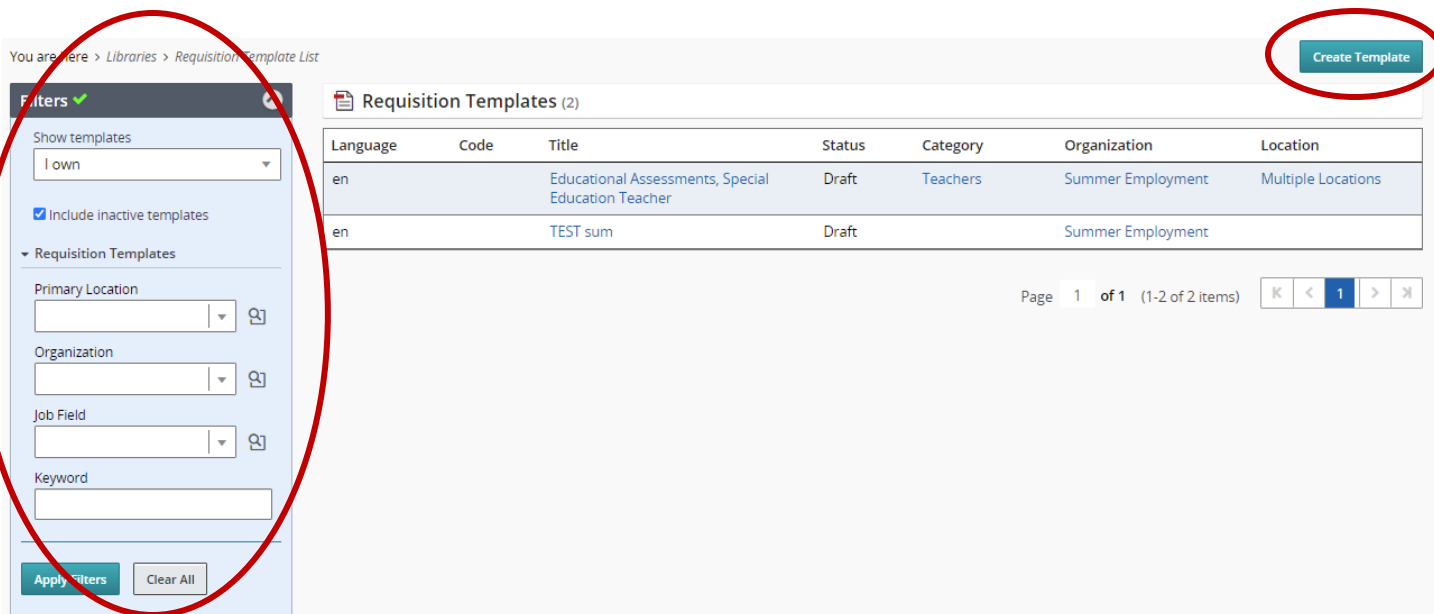 You are here > Libraries > Requisition Template List
Create Template
Filters
Show templates
I own
Include inactive templates
Requisition Templates
Primary Location
Organization
Job Field
Keyword
Apply Filters Clear All
Requisition Templates (2)
Language Code Title Status Category Organization Location
en Educational Assessments, Special Draft Teachers Summer Employment Multiple Locations
Education Teacher
en TEST sum Draft Summer Employment
Page 1 of 1 (1-2 of 2 items) K < 1 > >|